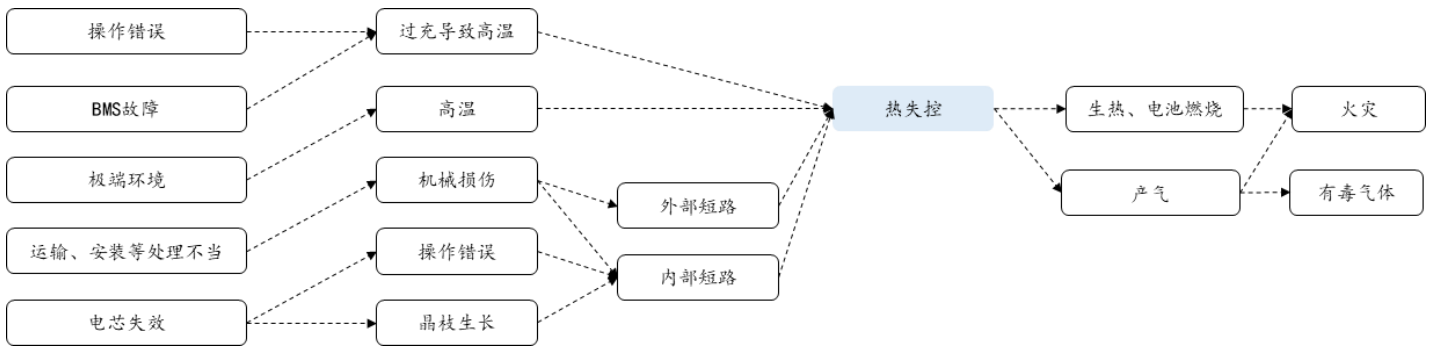 操作错误
过充导致高温
BMS故障
高温
热失控
生热、电池燃烧
火灾
极端环境
机械损伤
外部短路
产气
有毒气体
运输、安装等处理不当
操作错误
内部短路
电芯失效
晶枝生长